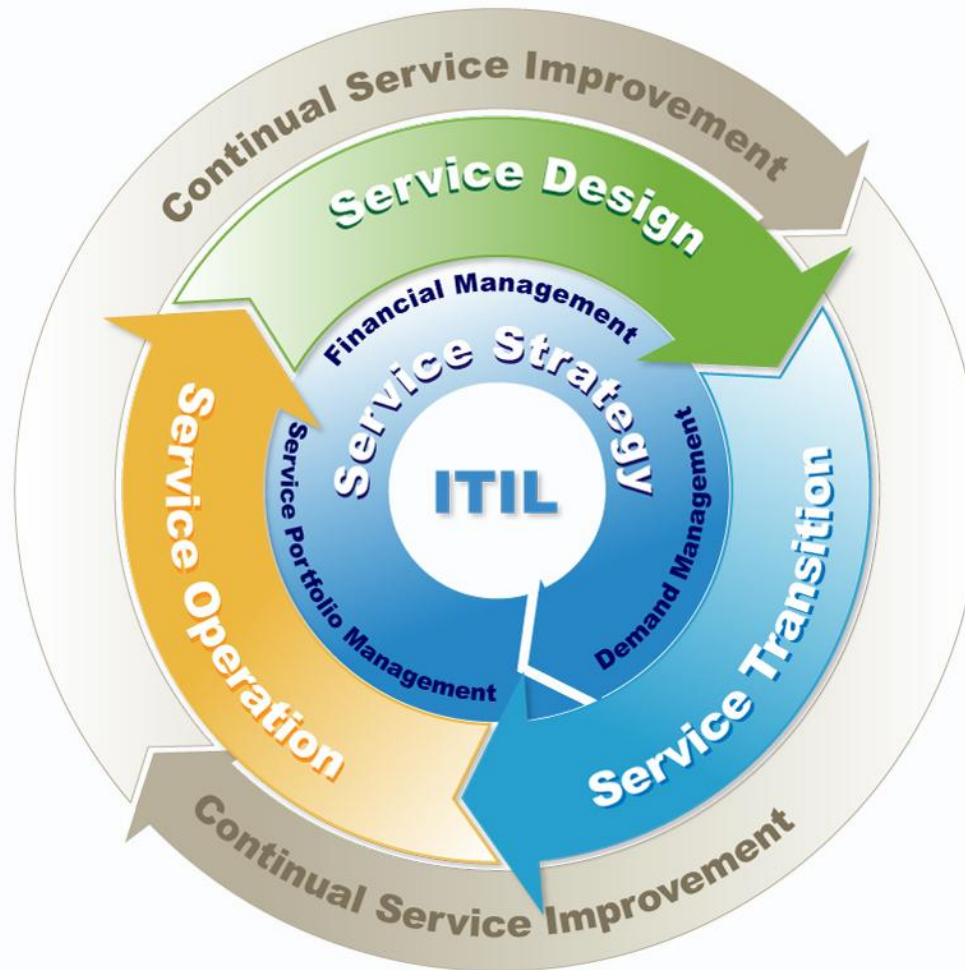 Continual Service Improvement
Service Design
Financial Management
Service Strategy
ITIL
Service Operation
Service Portfolio Management
Demand Management
Service Transition
Continual Service Improvement